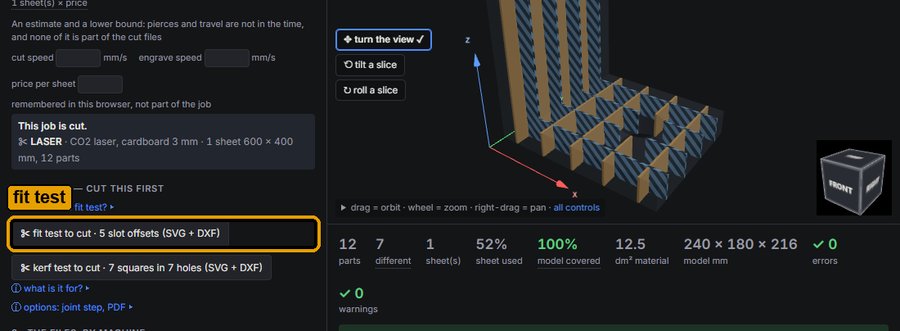 1 sheet(s) × price
An estimate and a lower bound: pierces and travel are not in the time,
and none of it is part of the cut files
cut speed mm/s engrave speed mm/s
price per sheet
remembered in this browser, not part of the job
This job is cut.
LASER · CO2 laser, cardboard 3 mm · 1 sheet 600 × 400
mm, 12 parts
— CUT THIS FIRST
fit test
fit test?
fit test to cut · 5 slot offsets (SVG + DXF)
kerf test to cut · 7 squares in 7 holes (SVG + DXF)
what is it for?
options: joint step, PDF
turn the view ✓
tilt a slice
roll a slice
z
x
FRONT
drag = orbit · wheel = zoom · right-drag = pan · all controls
12 7 1 52% 100% 12.5 240 × 180 × 216 ✓ 0
parts different sheet(s) sheet used model covered dm² material model mm errors
✓ 0
warnings